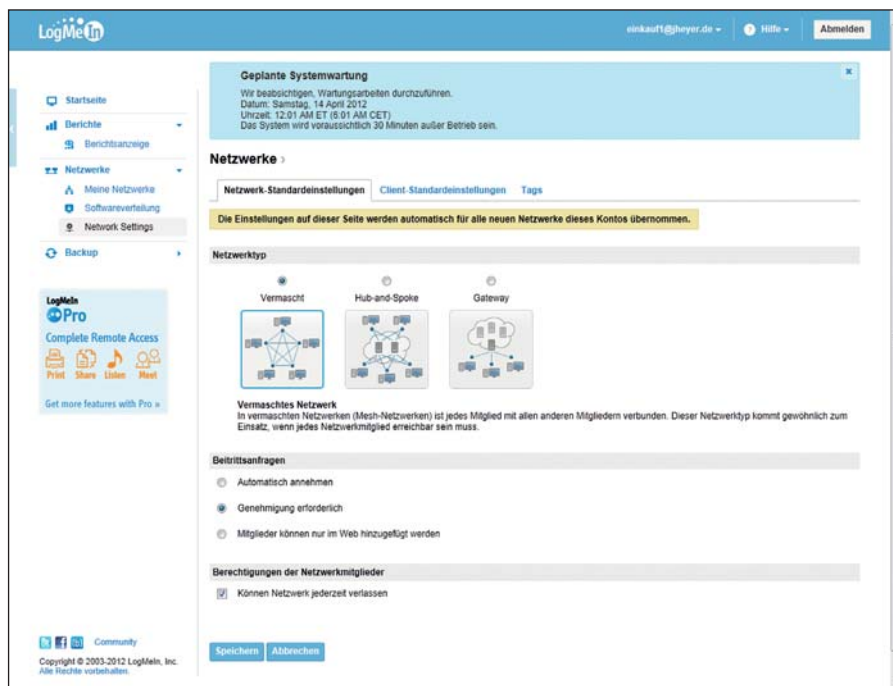 LogMeIn
einkauf1@jheyer.de
? Hilfe
Abmelden
Startseite
Berichte
Berichtsanzeige
Netzwerke
Meine Netzwerke
Softwareverteilung
Network Settings
Backup
LogMeIn
Pro
Complete Remote Access
Print Share Listen Meet
Get more features with Pro »
Community
Copyright © 2003-2012 LogMeIn, Inc.
Alle Rechte vorbehalten.
Geplante Systemwartung
Wir beabsichtigen, Wartungsarbeiten durchzuführen.
Datum: Samstag, 14 April 2012
Uhrzeit: 12:01 AM ET (6:01 AM CET)
Das System wird voraussichtlich 30 Minuten außer Betrieb sein.
Netzwerke ›
Netzwerk-Standardeinstellungen Client-Standardeinstellungen Tags
Die Einstellungen auf dieser Seite werden automatisch für alle neuen Netzwerke dieses Kontos übernommen.
Netzwerktyp
Vermascht Hub-and-Spoke Gateway
Vermaschtes Netzwerk
In vermaschten Netzwerken (Mesh-Netzwerken) ist jedes Mitglied mit allen anderen Mitgliedern verbunden. Dieser Netzwerktyp kommt gewöhnlich zum
Einsatz, wenn jedes Netzwerkmitglied erreichbar sein muss.
Beitrittsanfragen
Automatisch annehmen
Genehmigung erforderlich
Mitglieder können nur im Web hinzugefügt werden
Berechtigungen der Netzwerkmitglieder
Können Netzwerk jederzeit verlassen
Speichern Abbrechen